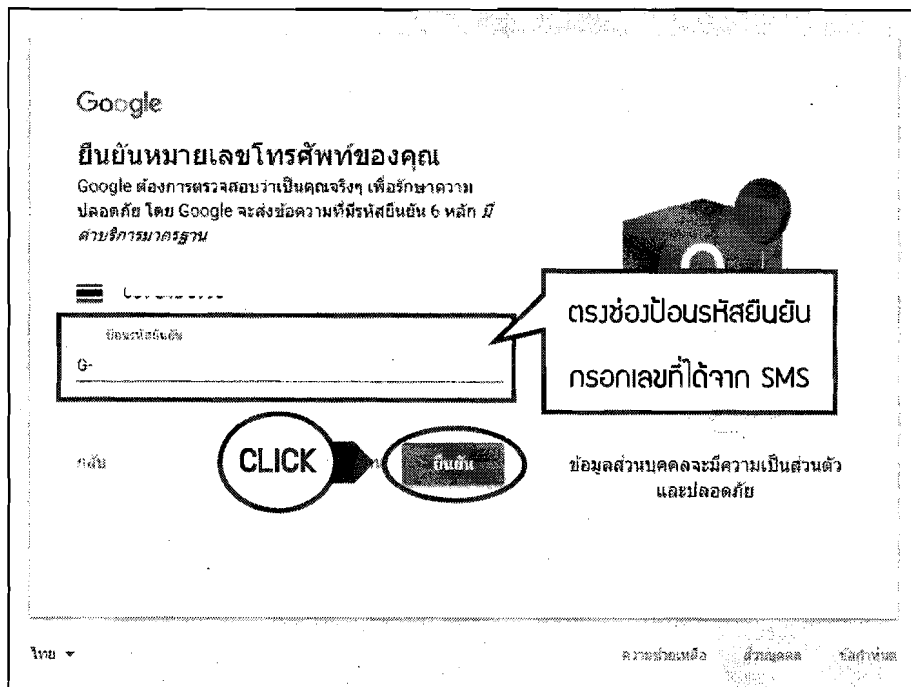 Google
ยืนยันหมายเลขโทรศัพท์ของคุณ
Google ต้องการตรวจสอบว่าเป็นคุณจริงๆ เพื่อรักษาความ
ปลอดภัย โดย Google จะส่งข้อความที่มีรหัสยืนยัน 6 หลัก มี
ค่าบริการมาตรฐาน
ป้อนรหัสยืนยัน
G-
ตรงช่องป้อนรหัสยืนยัน
กรอกเลขที่ได้จาก SMS
กลับ
CLICK
ยืนยัน
ข้อมูลส่วนบุคคลจะมีความเป็นส่วนตัว
และปลอดภัย
ไทย
ความช่วยเหลือ ส่วนบุคคล ข้อกำหนด